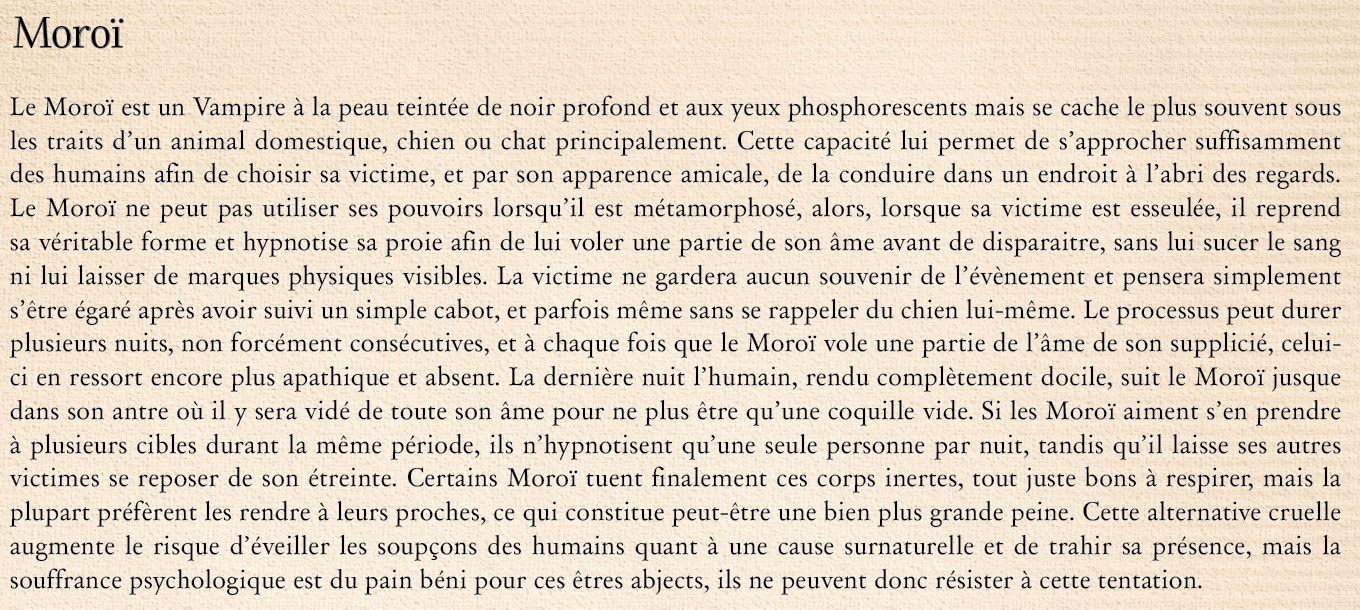 Moroï
Le Moroï est un Vampire à la peau teintée de noir profond et aux yeux phosphorescents mais se cache le plus souvent sous
les traits d’un animal domestique, chien ou chat principalement. Cette capacité lui permet de s’approcher suffisamment
des humains afin de choisir sa victime, et par son apparence amicale, de la conduire dans un endroit à l’abri des regards.
Le Moroï ne peut pas utiliser ses pouvoirs lorsqu’il est métamorphosé, alors, lorsque sa victime est esseulée, il reprend
sa véritable forme et hypnotise sa proie afin de lui voler une partie de son âme avant de disparaitre, sans lui sucer le sang
ni lui laisser de marques physiques visibles. La victime ne gardera aucun souvenir de l’évènement et pensera simplement
s’être égaré après avoir suivi un simple cabot, et parfois même sans se rappeler du chien lui-même. Le processus peut durer
plusieurs nuits, non forcément consécutives, et à chaque fois que le Moroï vole une partie de l’âme de son supplicié, celui-
ci en ressort encore plus apathique et absent. La dernière nuit l’humain, rendu complètement docile, suit le Moroï jusque
dans son antre où il y sera vidé de toute son âme pour ne plus être qu’une coquille vide. Si les Moroï aiment s’en prendre
à plusieurs cibles durant la même période, ils n’hypnotisent qu’une seule personne par nuit, tandis qu’il laisse ses autres
victimes se reposer de son étreinte. Certains Moroï tuent finalement ces corps inertes, tout juste bons à respirer, mais la
plupart préfèrent les rendre à leurs proches, ce qui constitue peut-être une bien plus grande peine. Cette alternative cruelle
augmente le risque d’éveiller les soupçons des humains quant à une cause surnaturelle et de trahir sa présence, mais la
souffrance psychologique est du pain béni pour ces êtres abjects, ils ne peuvent donc résister à cette tentation.